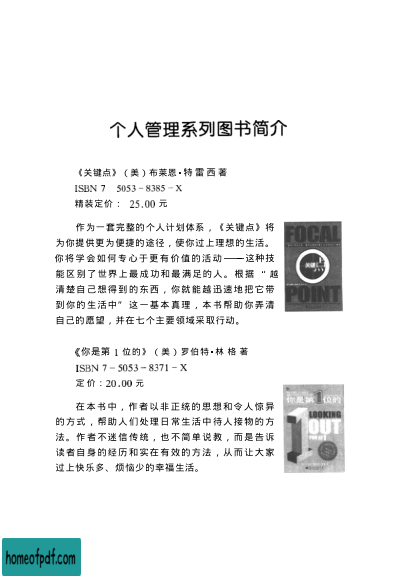 个人管理系列图书简介
《关键点》（美）布莱恩·特雷西著
ISBN 7 5053－8385－X
精装定价： 25.00 元
作为一套完整的个人计划体系，《关键点》将
为你提供更为便捷的途径，使你过上理想的生活。
你将学会如何专心于更有价值的活动——这种技
能区别了世界上最成功和最满足的人。根据“越
清楚自己想得到的东西，你就能越迅速地把它带
到你的生活中”这一基本真理，本书帮助你弄清
自己的愿望，并在七个主要领域采取行动。
FOCAL
关键点
POINT
《你是第 1 位的》（美）罗伯特·林格著
ISBN 7－5053－8371－X
定价：20.00 元
在本书中，作者以非正统的思想和令人惊异
的方式，帮助人们处理日常生活中待人接物的方
法。作者不迷信传统，也不简单说教，而是告诉
读者自身的经历和实在有效的方法，从而让大家
过上快乐多、烦恼少的幸福生活。
你是第1位的
LOOKING
OUT
homeofpdf.com